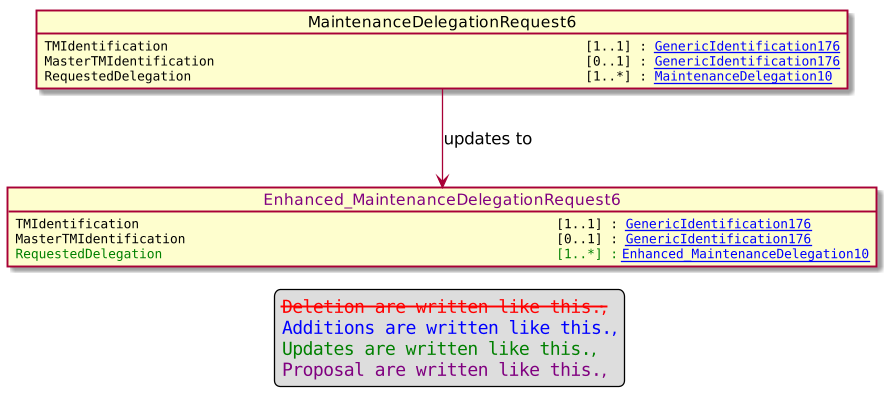 MaintenanceDelegationRequest6
TMIdentification [1..1] : GenericIdentification176
MasterTMIdentification [0..1] : GenericIdentification176
RequestedDelegation [1..*] : MaintenanceDelegation10
updates to
Enhanced_MaintenanceDelegationRequest6
TMIdentification [1..1] : GenericIdentification176
MasterTMIdentification [0..1] : GenericIdentification176
RequestedDelegation [1..*] : Enhanced_MaintenanceDelegation10
Deletion are written like this.,
Additions are written like this.,
Updates are written like this.,
Proposal are written like this.,